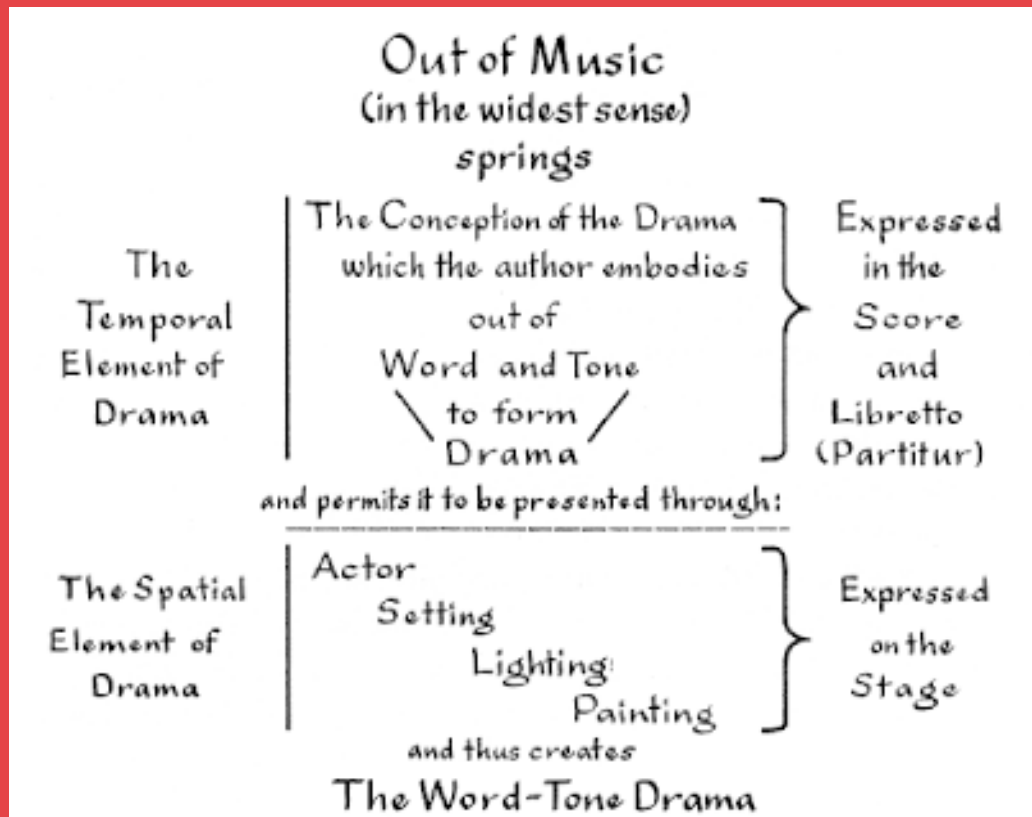 Out of Music
(in the widest sense)
springs
The
Temporal
Element of
Drama
The Conception of the Drama
which the author embodies
out of
Word and Tone
to form
Drama
Expressed
in the
Score
and
Libretto
(Partitur)
and permits it to be presented through:
The Spatial
Element of
Drama
Actor
Setting
Lighting
Painting
Expressed
on the
Stage
and thus creates
The Word-Tone Drama